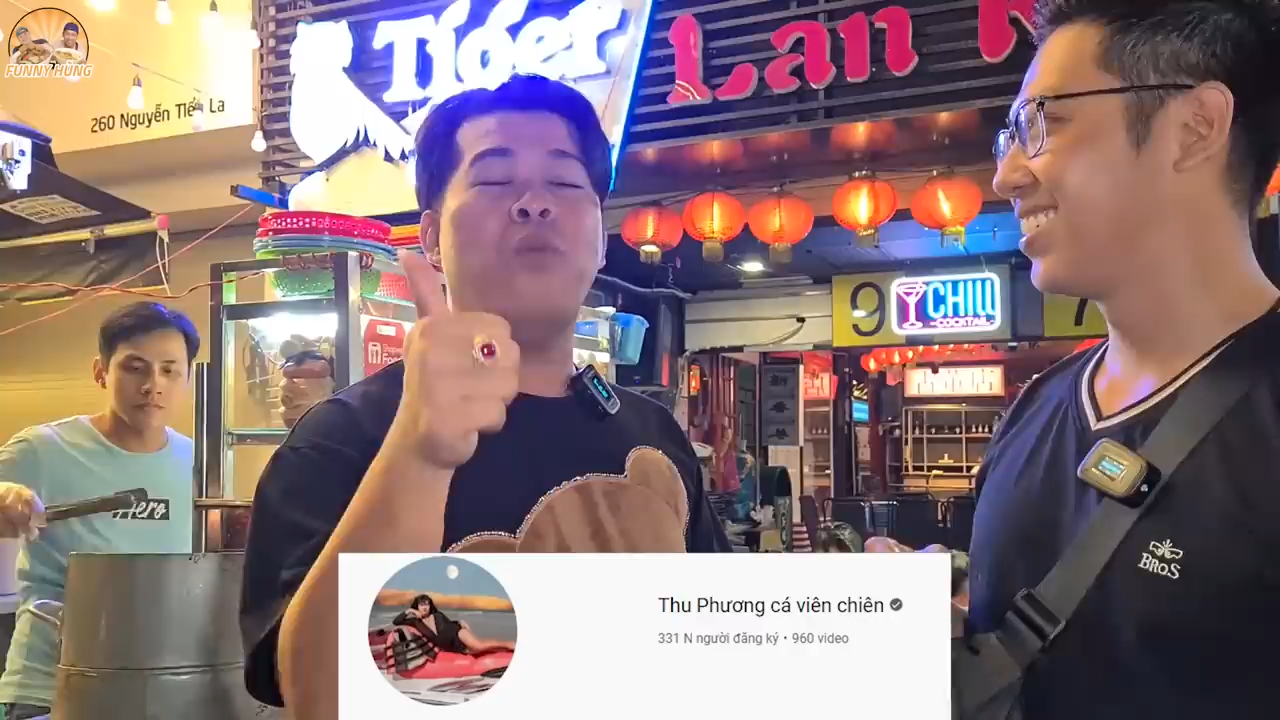 FUNNY HÙNG
260 Nguyễn Tiến La
Tiger
Lan
9
CHILL
COCKTAIL
7
Hero
BROS
Thu Phương cá viên chiên
331 N người đăng ký • 960 video